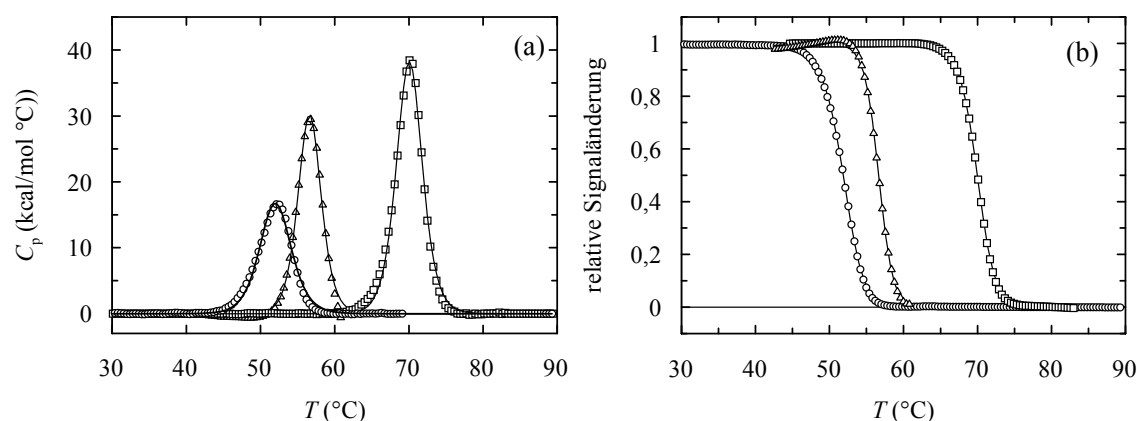 (a)
C_p (kcal/mol °C))
40
30
20
10
0
30 40 50 60 70 80 90
T (°C)
(b)
relative Signaländerung
1
0,8
0,6
0,4
0,2
0
30 40 50 60 70 80 90
T (°C)